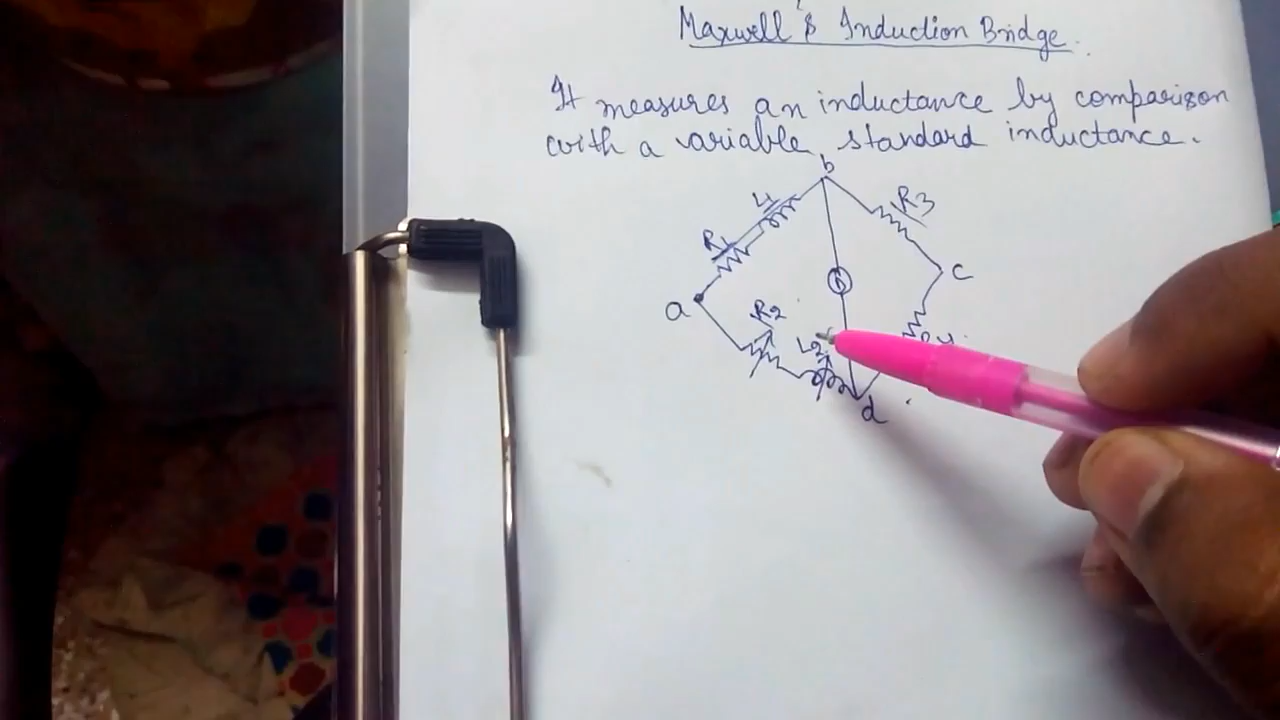 Maxwell's Induction Bridge.
It measures an inductance by comparison
with a variable standard inductance.
b
L1
R3
R1
c
a
R2
L2
d